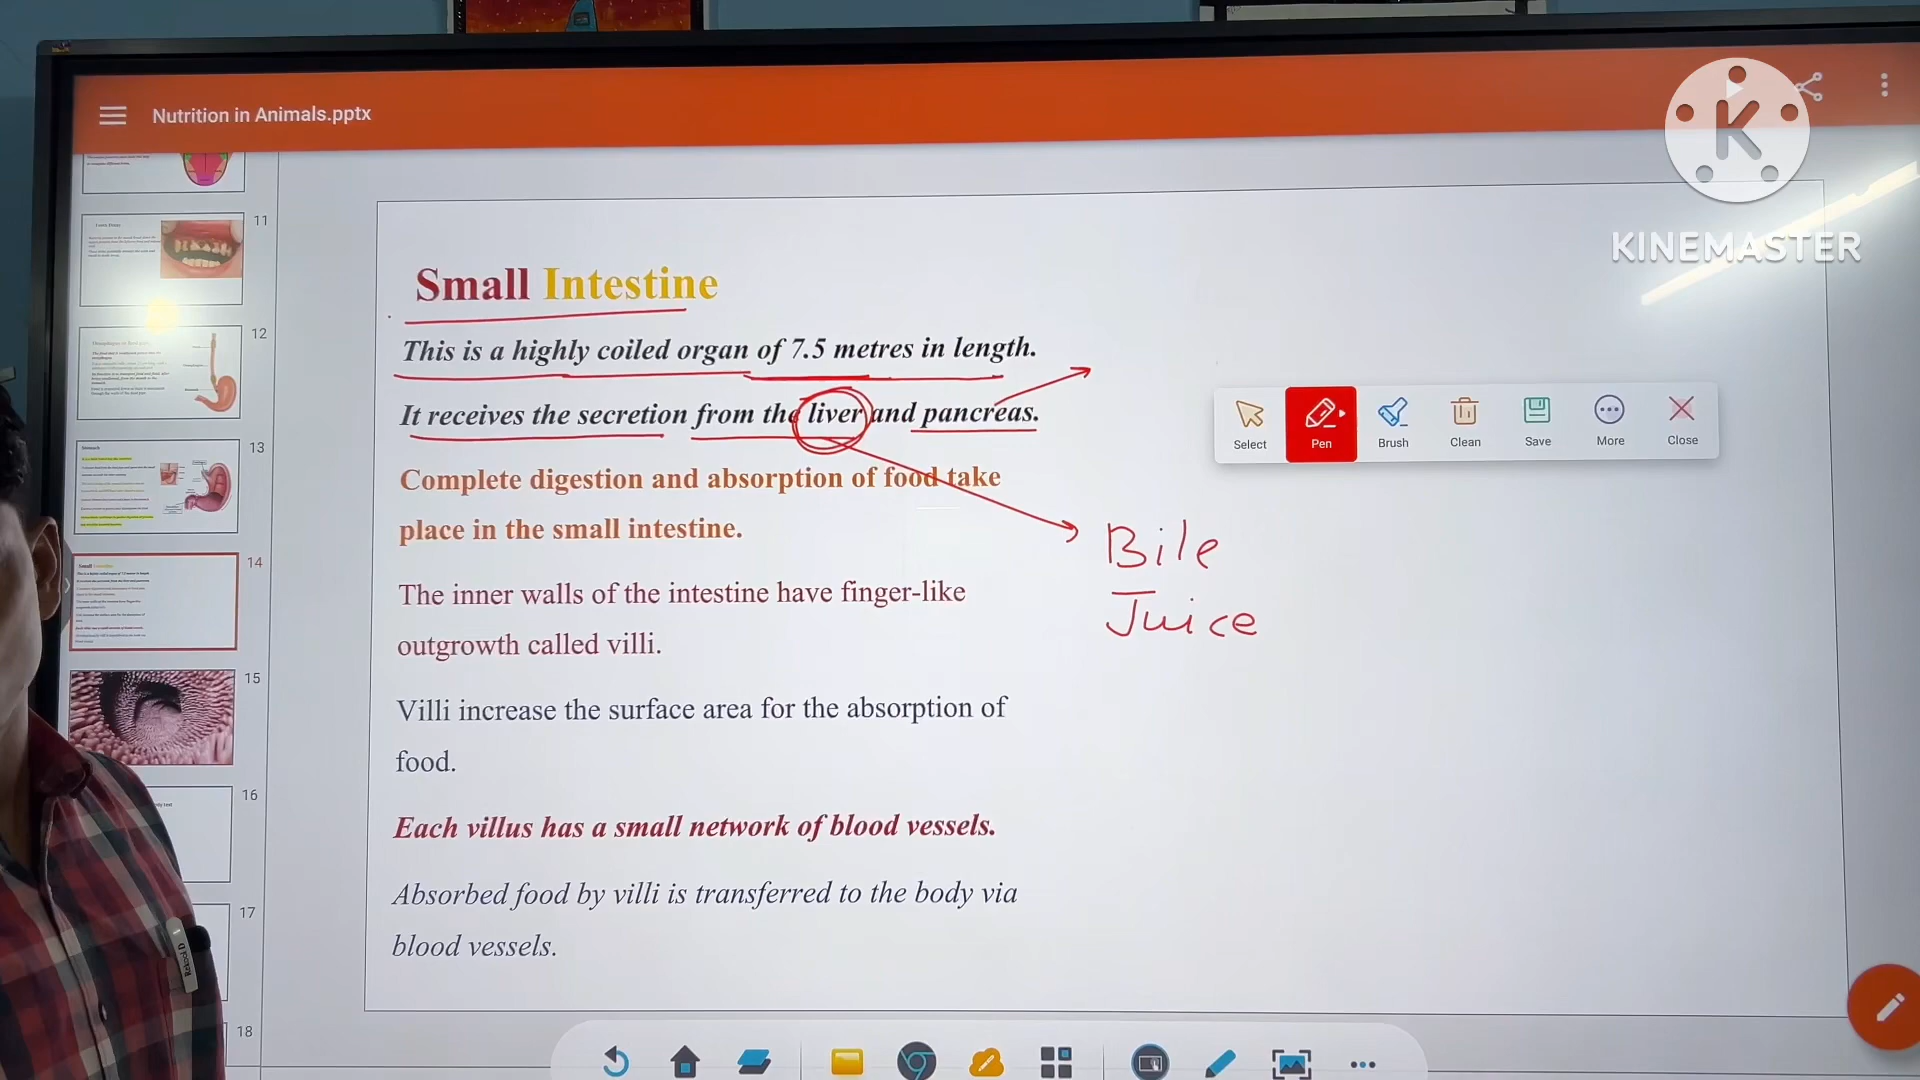 Nutrition in Animals.pptx
K
KINEMASTER
11
12
13
14
15
16
17
18
Small Intestine
This is a highly coiled organ of 7.5 metres in length.
It receives the secretion from the liver and pancreas.
Complete digestion and absorption of food take
place in the small intestine.
The inner walls of the intestine have finger-like
outgrowth called villi.
Villi increase the surface area for the absorption of
food.
Each villus has a small network of blood vessels.
Absorbed food by villi is transferred to the body via
blood vessels.
Bile
Juice
Select
Pen
Brush
Clean
Save
More
Close